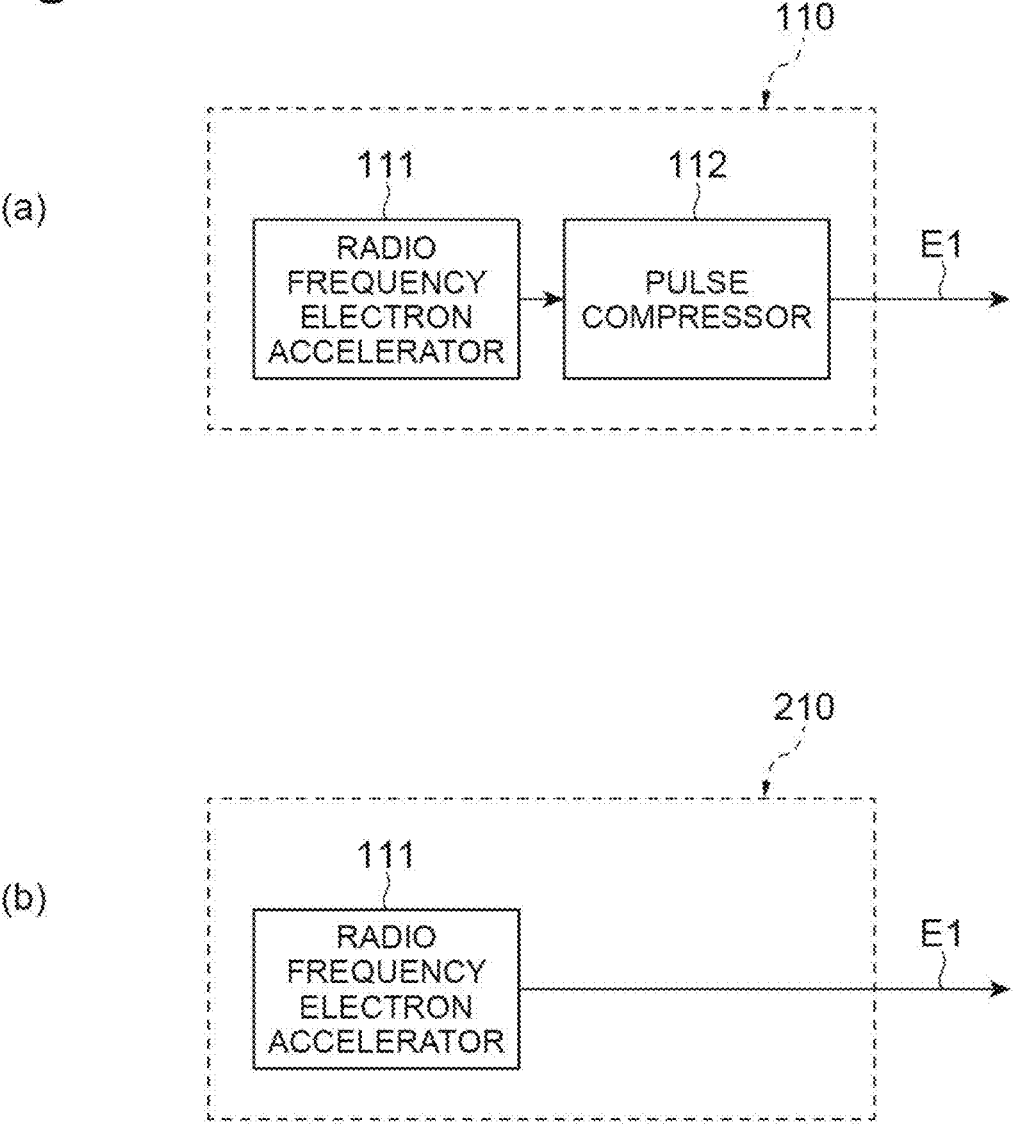 110
(a)
111
112
RADIO
FREQUENCY
ELECTRON
ACCELERATOR
PULSE
COMPRESSOR
E1
210
(b)
111
RADIO
FREQUENCY
ELECTRON
ACCELERATOR
E1